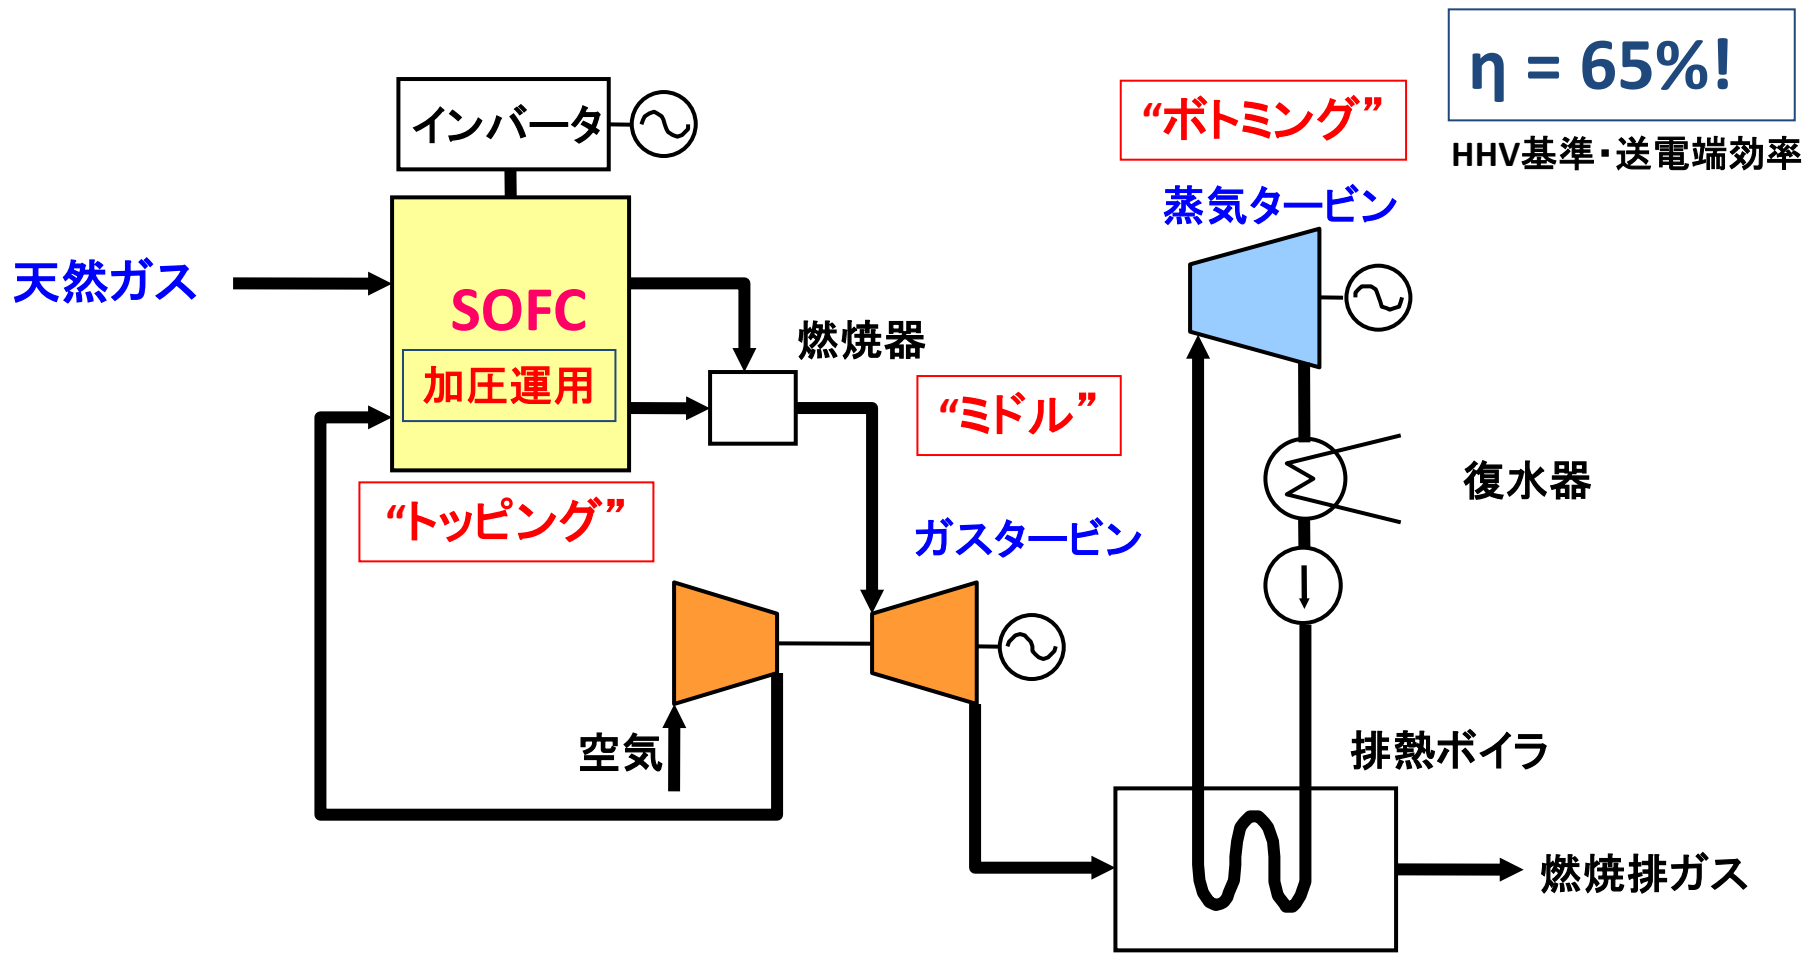 η = 65%!
HHV基準・送電端効率
インバータ
“ボトミング”
蒸気タービン
天然ガス
SOFC
加圧運用
燃焼器
“ミドル”
復水器
“トッピング”
ガスタービン
空気
排熱ボイラ
燃焼排ガス